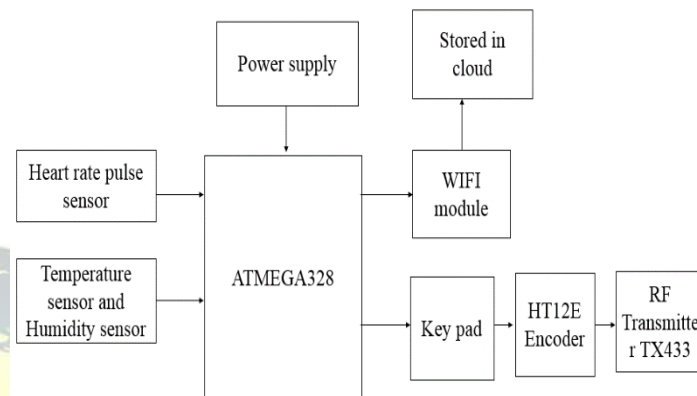 Power supply
Stored in
cloud
Heart rate pulse
sensor
WIFI
module
ATMEGA328
Temperature
sensor and
Humidity sensor
Key pad
HT12E
Encoder
RF
Transmitte
r TX433